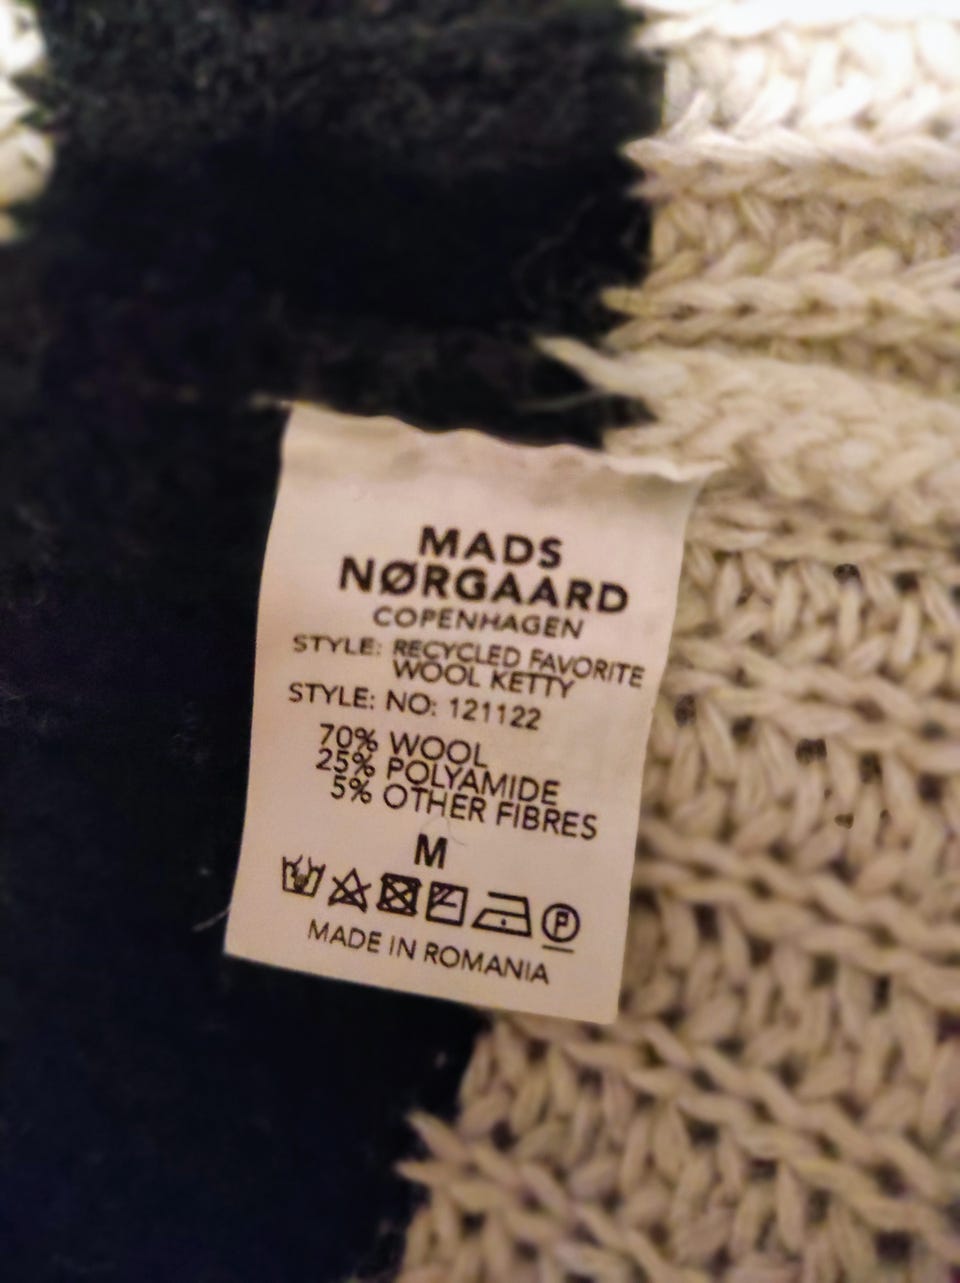 MADS
NØRGAARD
COPENHAGEN
STYLE: RECYCLED FAVORITE
WOOL KETTY
STYLE: NO: 121122
70% WOOL
25% POLYAMIDE
5% OTHER FIBRES
M
P
MADE IN ROMANIA